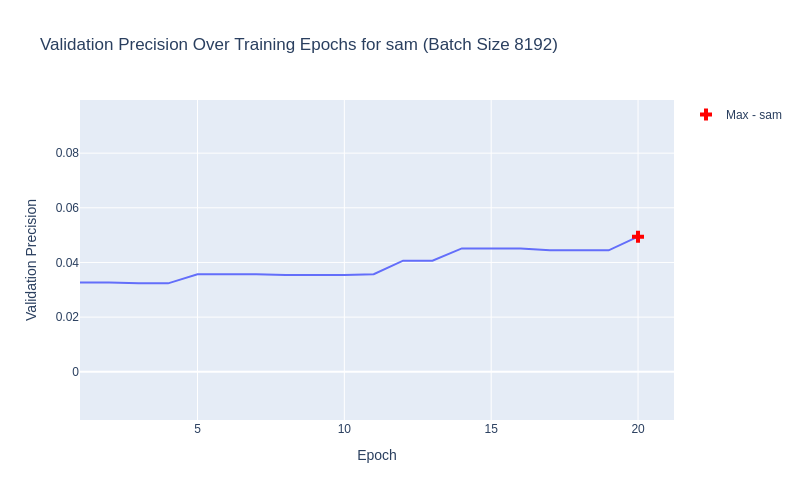 Validation Precision Over Training Epochs for sam (Batch Size 8192)
Max - sam
0.08
0.06
0.04
0.02
0
Validation Precision
5
10
15
20
Epoch